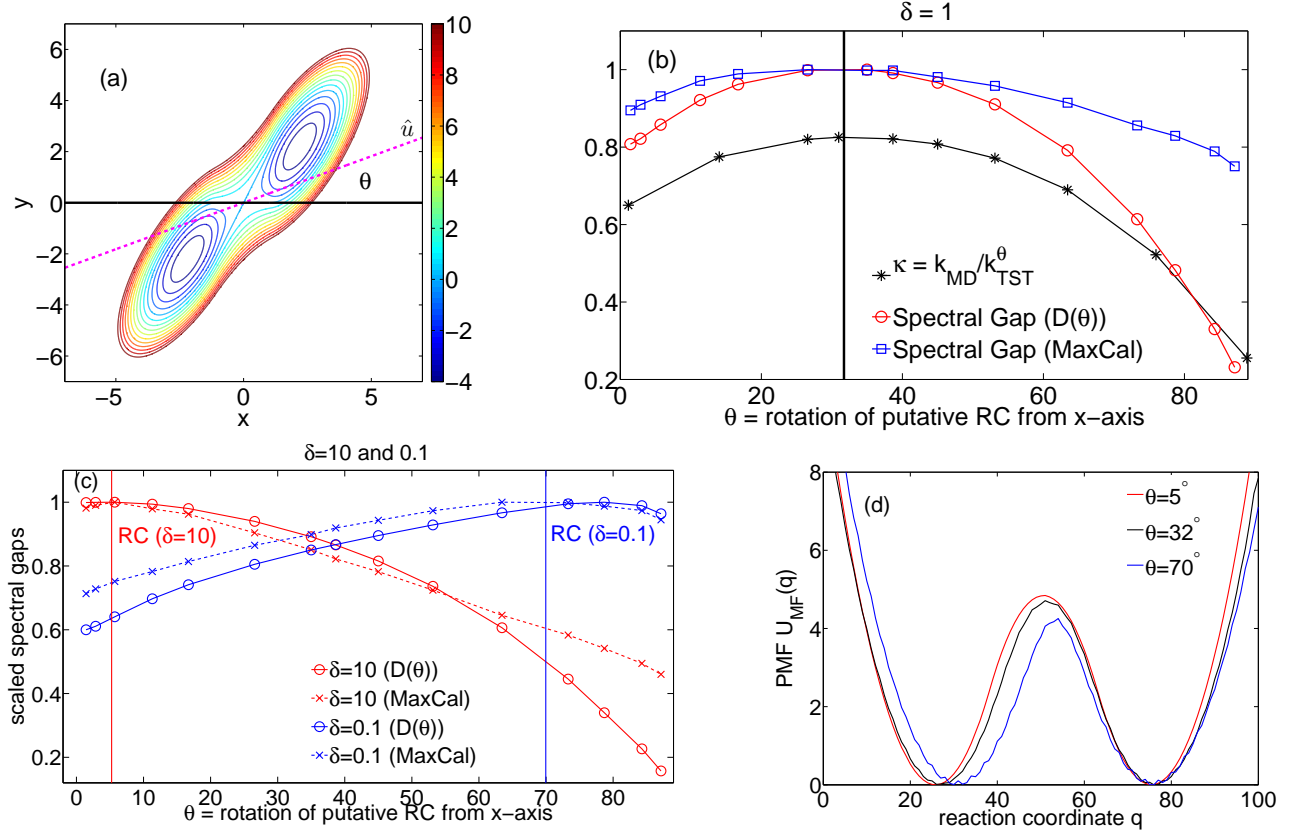 (a)
6
4
2
0
−2
−4
−6
y
−5
0
5
x
û
θ
10
8
6
4
2
0
−2
−4
δ = 1
(b)
1
0.8
0.6
0.4
0.2
0
20
40
60
80
κ = k_MD/k_TST^θ
Spectral Gap (D(θ))
Spectral Gap (MaxCal)
θ = rotation of putative RC from x−axis
δ=10 and 0.1
(c)
scaled spectral gaps
1
0.8
0.6
0.4
0.2
RC (δ=10)
RC (δ=0.1)
δ=10 (D(θ))
δ=10 (MaxCal)
δ=0.1 (D(θ))
δ=0.1 (MaxCal)
0
10
20
30
40
50
60
70
80
θ = rotation of putative RC from x−axis
(d)
PMF U_MF(q)
8
6
4
2
0
θ=5°
θ=32°
θ=70°
0
20
40
60
80
100
reaction coordinate q